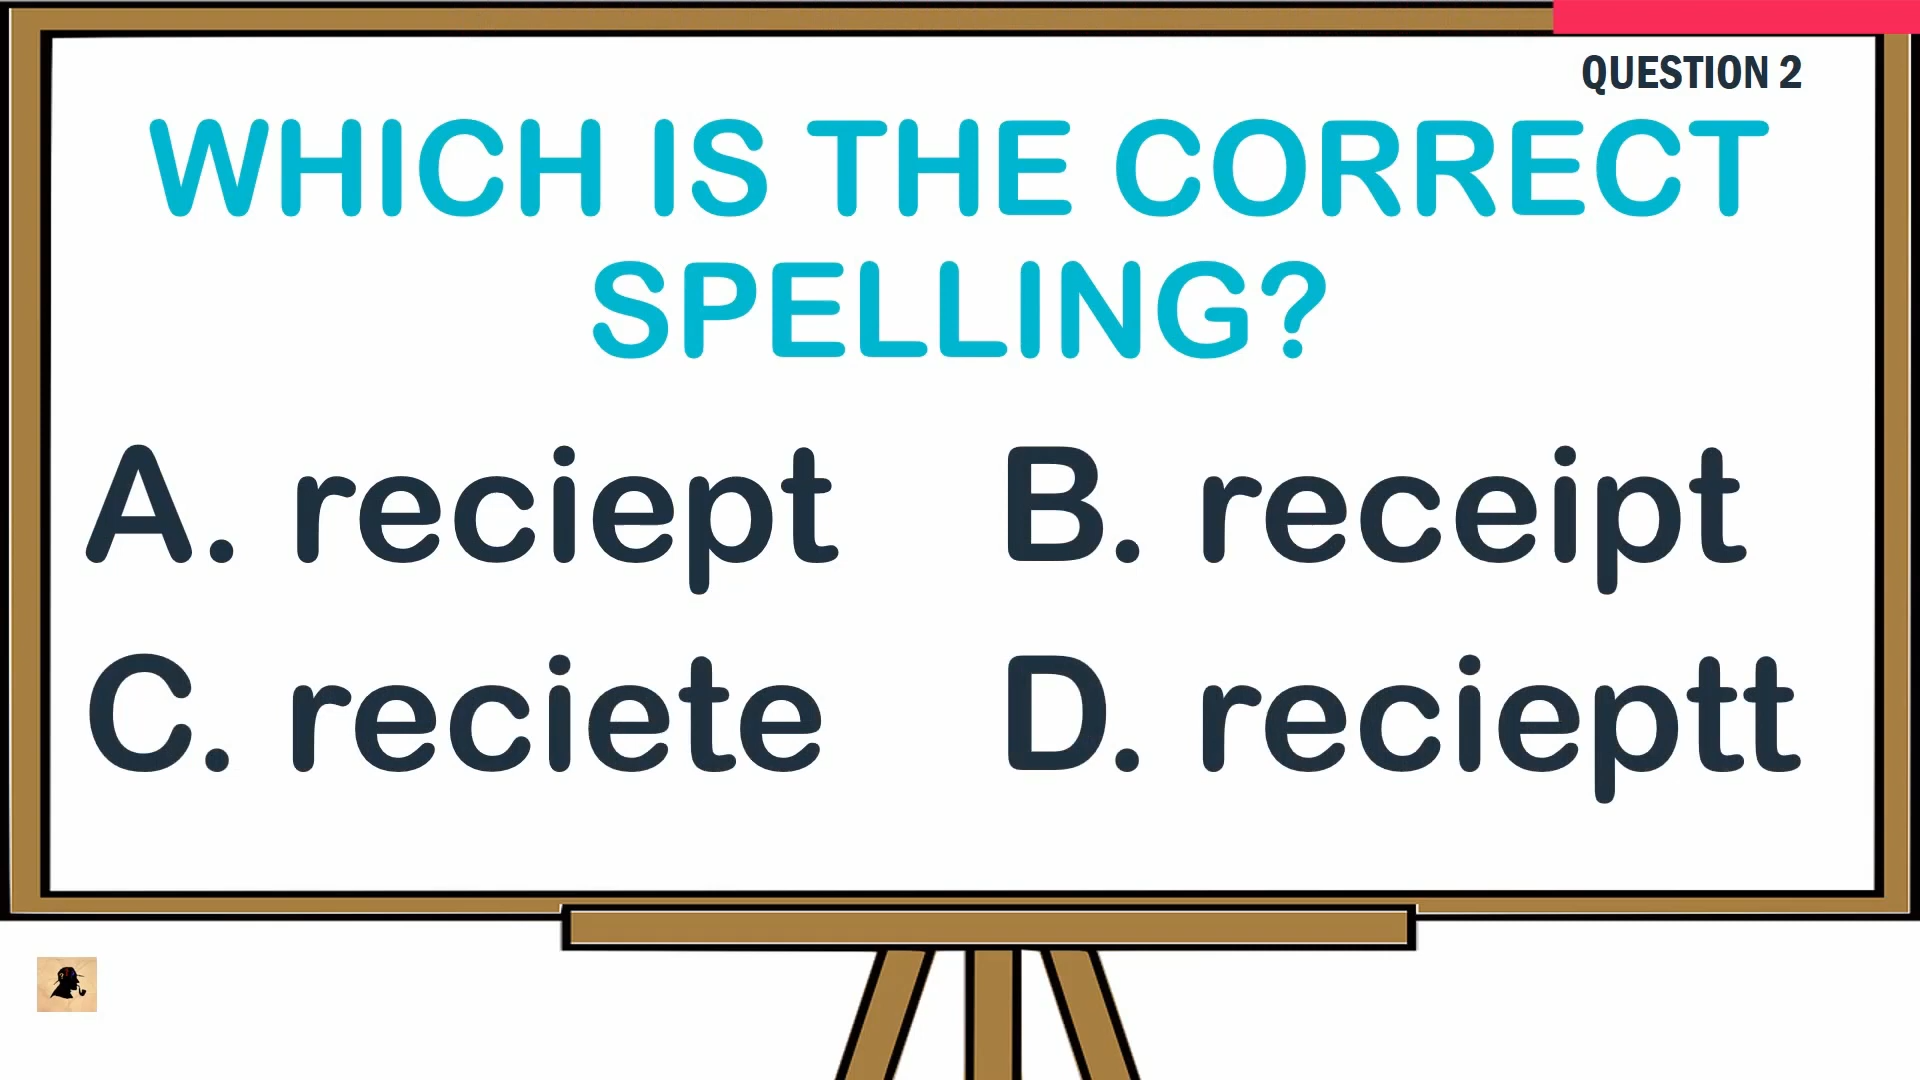 QUESTION 2
WHICH IS THE CORRECT
SPELLING?
A. reciept B. receipt
C. reciete D. recieptt